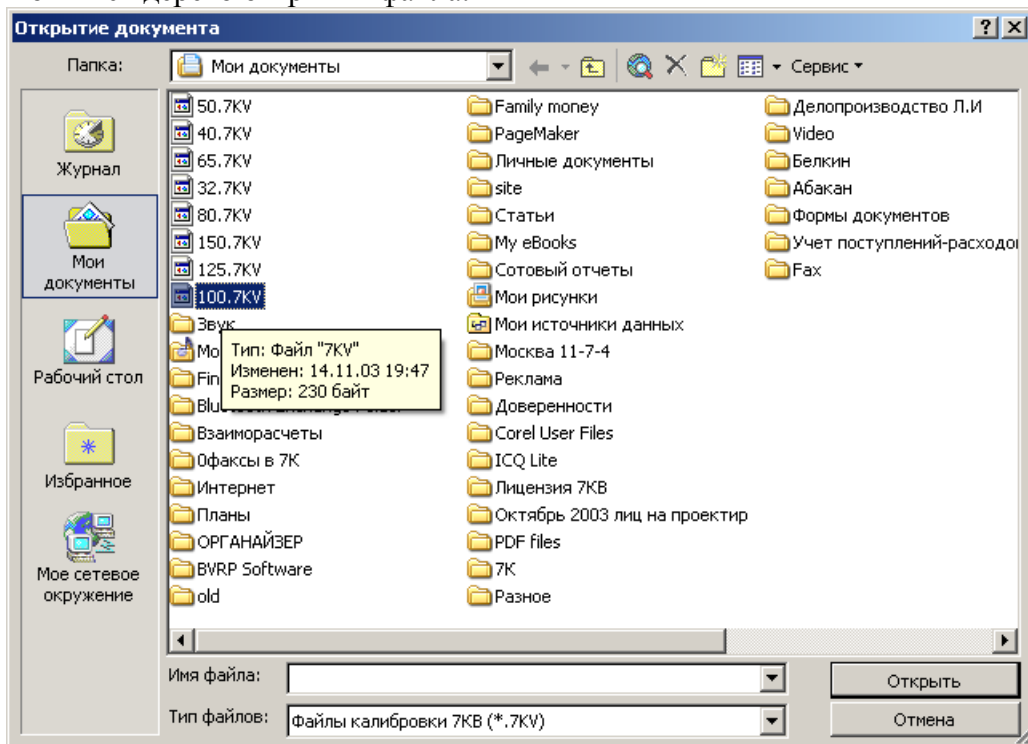 Открытие документа
Папка:
Мои документы
Сервис
Журнал
Мои
документы
Рабочий стол
Избранное
Мое сетевое
окружение
50.7KV
40.7KV
65.7KV
32.7KV
80.7KV
150.7KV
125.7KV
100.7KV
Звук
Мо
Fin
Взаиморасчеты
0факсы в 7К
Интернет
Планы
ОРГАНАЙЗЕР
BVRP Software
old
Тип: Файл "7KV"
Изменен: 14.11.03 19:47
Размер: 230 байт
Family money
PageMaker
Личные документы
site
Статьи
My eBooks
Сотовый отчеты
Мои рисунки
Мои источники данных
Москва 11-7-4
Реклама
Доверенности
Corel User Files
ICQ Lite
Лицензия 7КВ
Октябрь 2003 лиц на проектир
PDF files
7К
Разное
Делопроизводство Л.И
Video
Белкин
Абакан
Формы документов
Учет поступлений-расходо
Fax
Имя файла:
Открыть
Тип файлов:
Файлы калибровки 7КВ (*.7KV)
Отмена